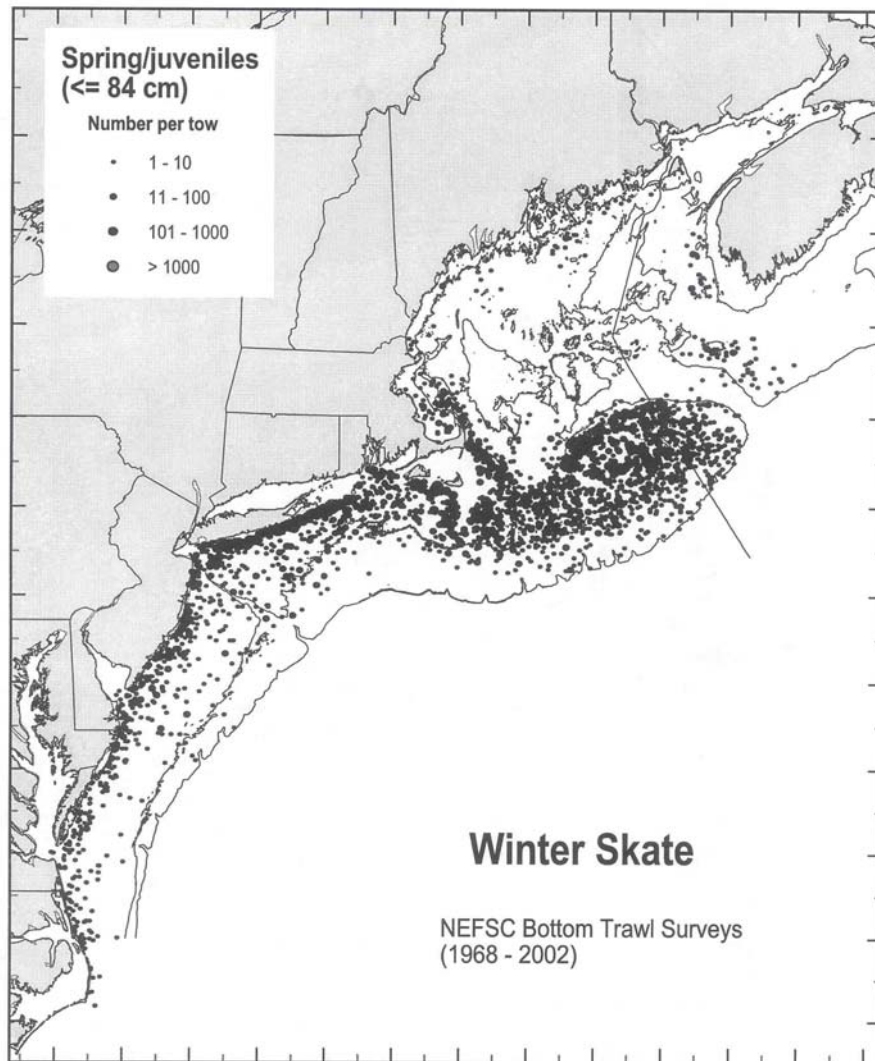 Spring/juveniles
(<= 84 cm)
Number per tow
1 - 10
11 - 100
101 - 1000
> 1000
Winter Skate
NEFSC Bottom Trawl Surveys
(1968 - 2002)